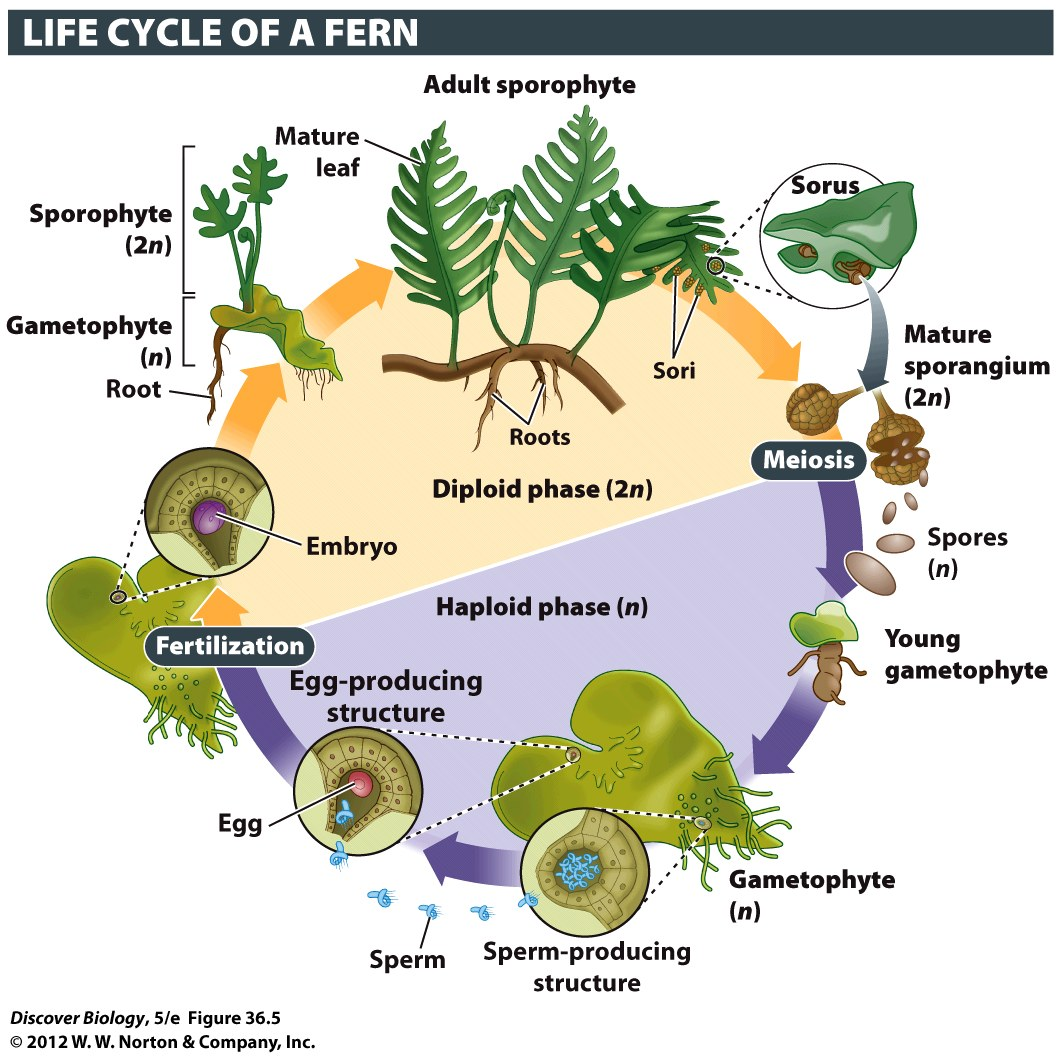 LIFE CYCLE OF A FERN
Adult sporophyte
Mature
leaf
Sorus
Sporophyte
(2n)
Gametophyte
(n)
Root
Sori
Mature
sporangium
(2n)
Roots
Meiosis
Diploid phase (2n)
Embryo
Spores
(n)
Haploid phase (n)
Fertilization
Young
gametophyte
Egg-producing
structure
Egg
Gametophyte
(n)
Sperm
Sperm-producing
structure
Discover Biology, 5/e Figure 36.5
© 2012 W. W. Norton & Company, Inc.